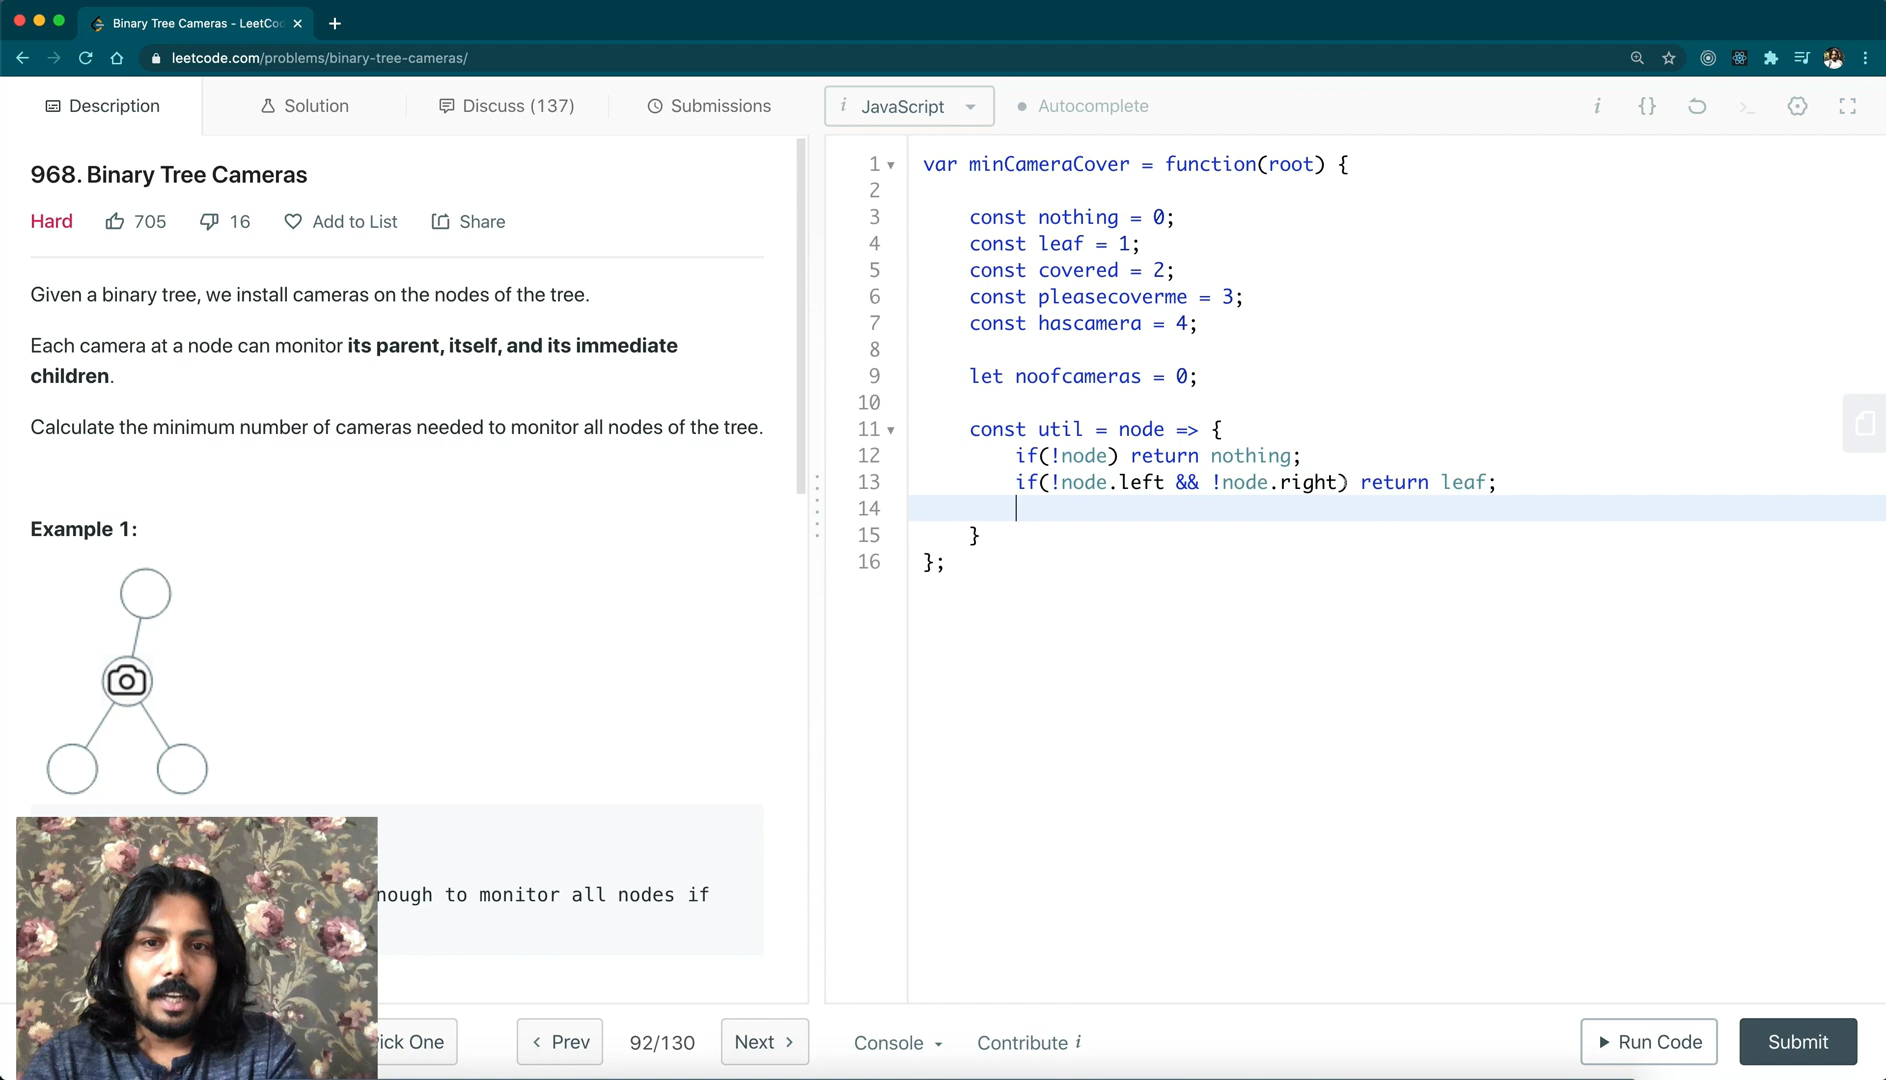 Binary Tree Cameras - LeetCo
leetcode.com/problems/binary-tree-cameras/
Description
Solution
Discuss (137)
Submissions
i JavaScript
Autocomplete
i {} >_
968. Binary Tree Cameras
Hard 705 16 Add to List Share
Given a binary tree, we install cameras on the nodes of the tree.
Each camera at a node can monitor its parent, itself, and its immediate
children.
Calculate the minimum number of cameras needed to monitor all nodes of the tree.
Example 1:
nough to monitor all nodes if
ick One
Prev
92/130
Next
1 var minCameraCover = function(root) {
2
3 const nothing = 0;
4 const leaf = 1;
5 const covered = 2;
6 const pleasecoverme = 3;
7 const hascamera = 4;
8
9 let noofcameras = 0;
10
11 const util = node => {
12 if(!node) return nothing;
13 if(!node.left && !node.right) return leaf;
14
15 }
16 };
Console
Contribute i
Run Code
Submit